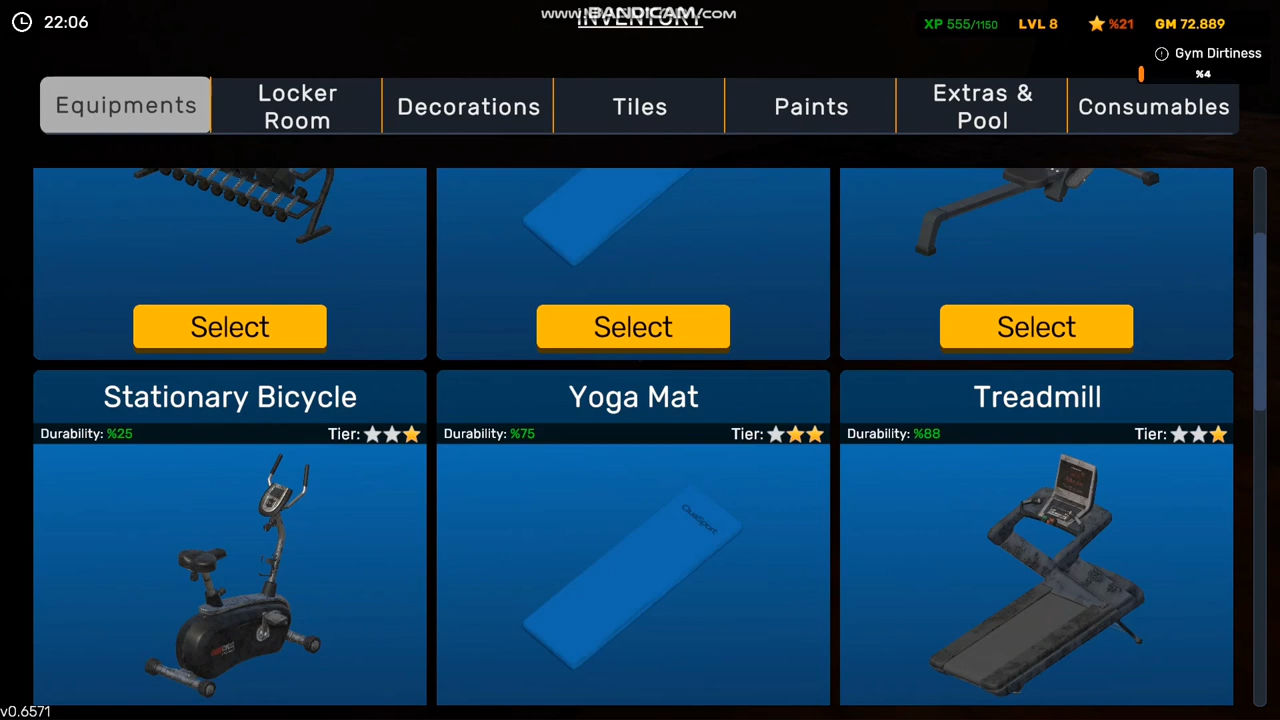 22:06
www.BANDICAM.com
INVENTORY
XP 555/1150
LVL 8
%21
GM 72.889
Gym Dirtiness
%4
Equipments
Locker
Room
Decorations
Tiles
Paints
Extras &
Pool
Consumables
Select
Select
Select
Stationary Bicycle
Durability: %25
Tier:
Yoga Mat
Durability: %75
Tier:
Treadmill
Durability: %88
Tier:
v0.6571